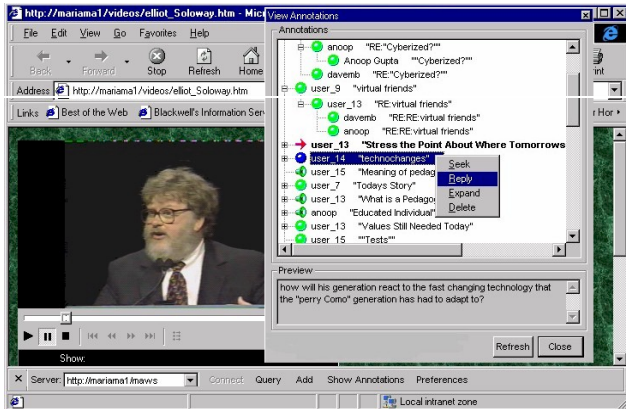 http://mariama1/videos/elliot_Soloway.htm - Mic
File Edit View Go Favorites Help
Back Forward Stop Refresh Home
Address http://mariama1/videos/elliot_Soloway.htm
Links Best of the Web Blackwell's Information Ser
Show:
View Annotations
Annotations
anoop "RE:"Cyberized?""
Anoop Gupta ""Cyberized?"
davemb "RE:"Cyberized?""
user_9 "virtual friends"
user_13 "RE:virtual friends"
davemb "RE:RE:virtual friends"
anoop "RE:RE:virtual friends"
user_13 "Stress the Point About Where Tomorrows
user_14 "technochanges"
user_15 "Meaning of pedag
user_7 "Todays Story"
user_13 "What is a Pedago
anoop "Educated Individual"
user_13 "Values Still Needed Today"
user_15 ""Tests""
Seek
Reply
Expand
Delete
Preview
how will his generation react to the fast changing technology that
the "perry Como" generation has had to adapt to?
Refresh Close
int
r Hor
Server: http://mariama1/maws Connect Query Add Show Annotations Preferences
Local intranet zone